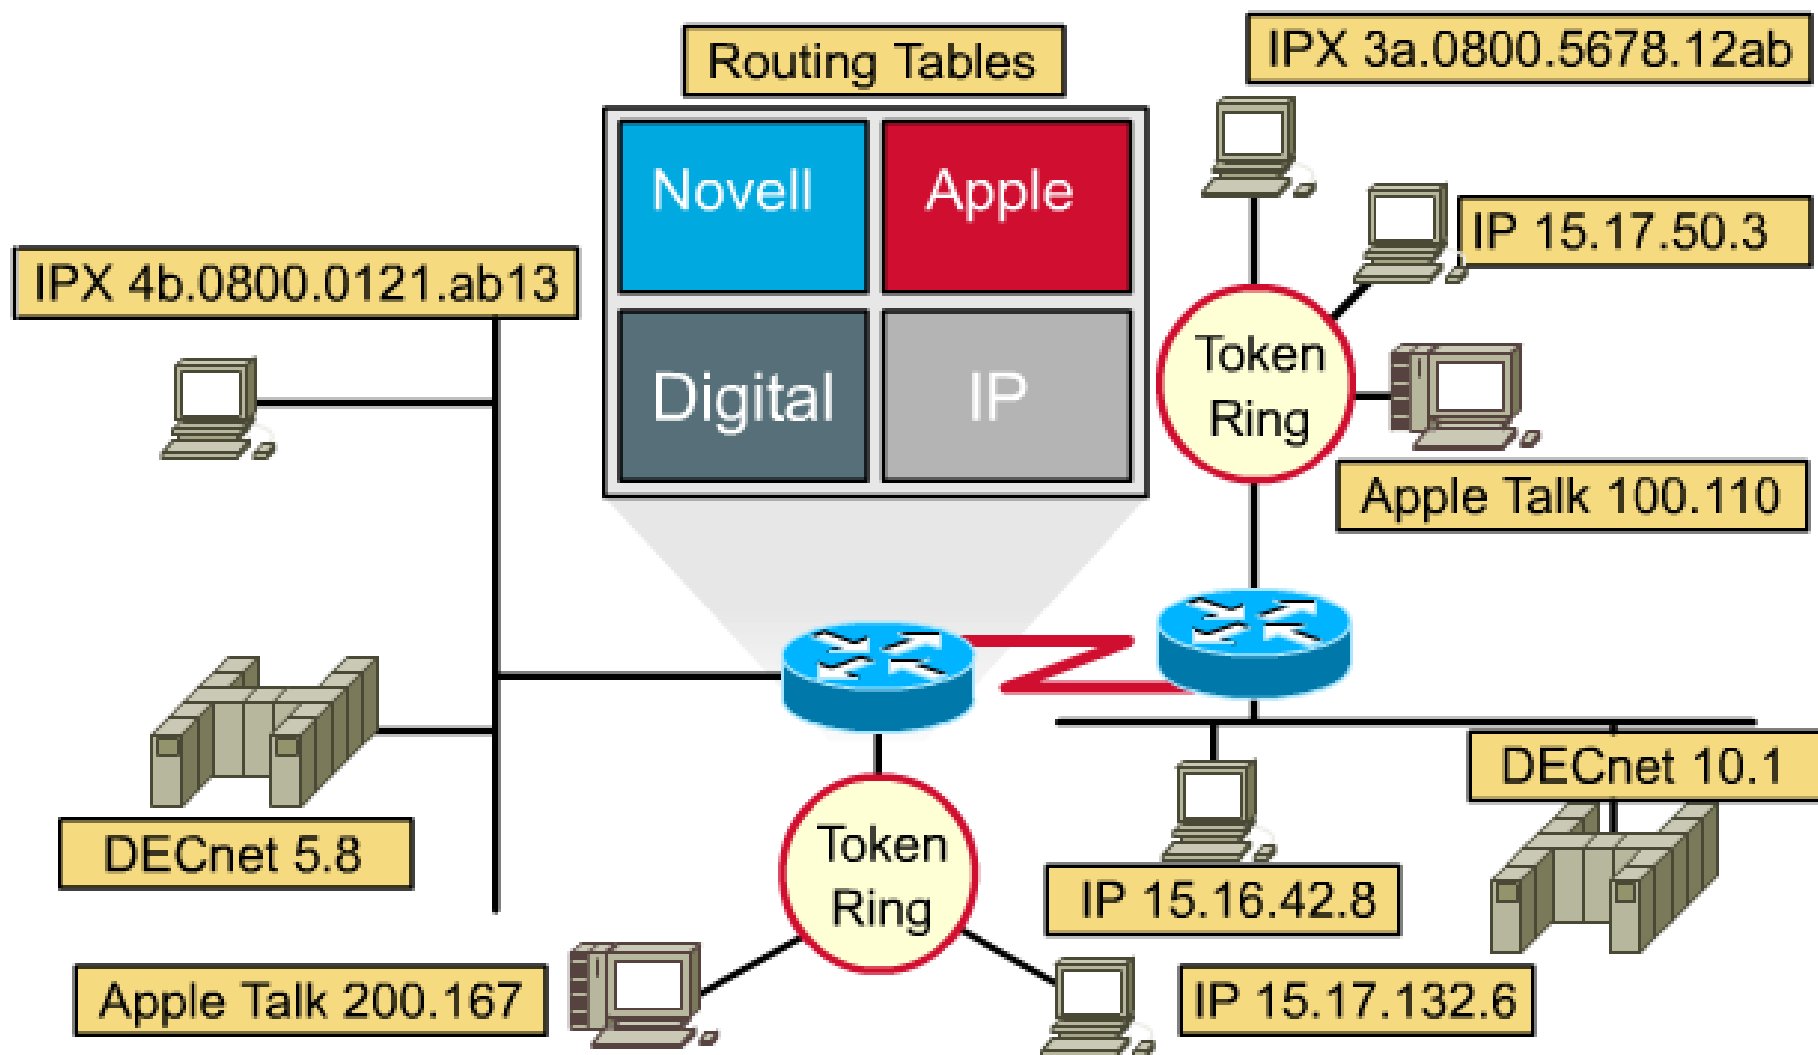 Routing Tables
IPX 3a.0800.5678.12ab
Novell
Apple
IP 15.17.50.3
IPX 4b.0800.0121.ab13
Token
Ring
Digital
IP
Apple Talk 100.110
DECnet 10.1
DECnet 5.8
Token
Ring
IP 15.16.42.8
Apple Talk 200.167
IP 15.17.132.6